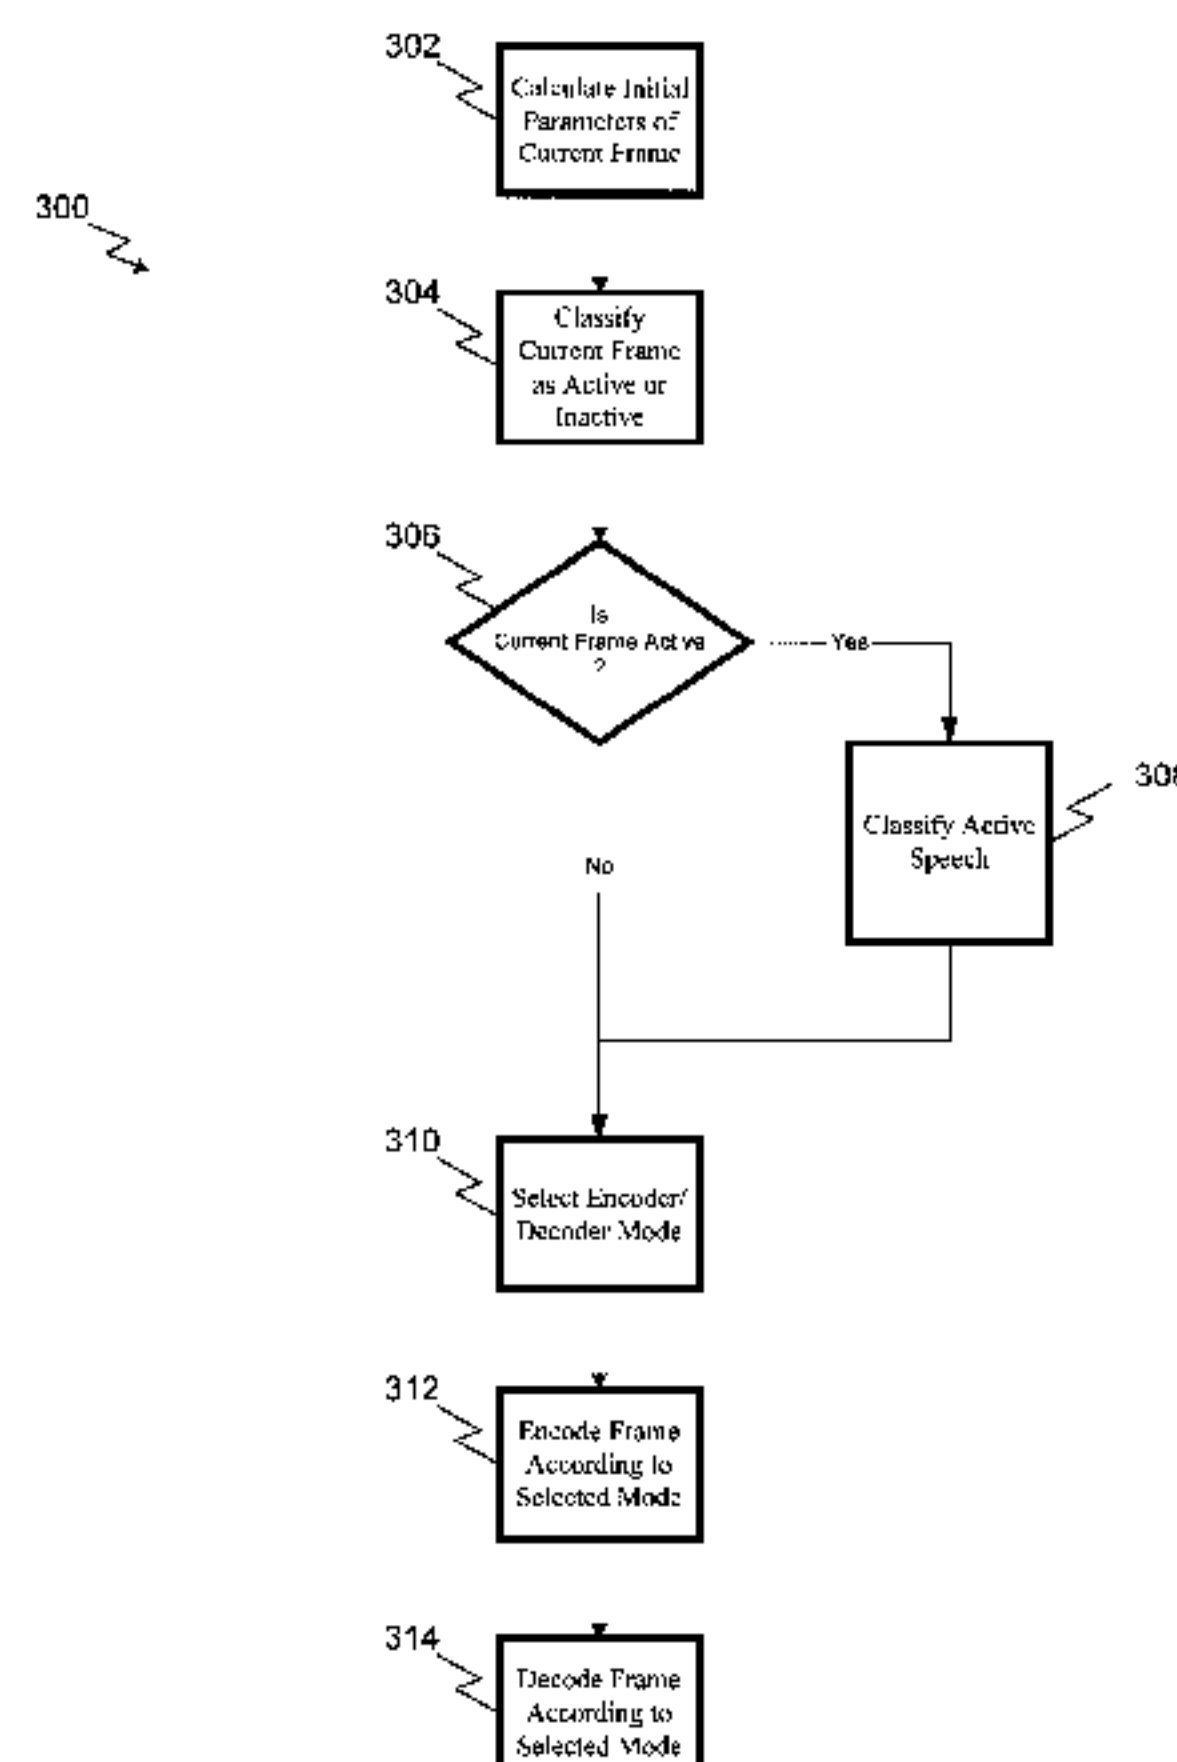 302
Calculate Initial
Parameters of
Current Frame
300
304
Classify
Current Frame
as Active or
Inactive
306
Is
Current Frame Active
?
Yes
308
Classify Active
Speech
No
310
Select Encoder/
Decoder Mode
312
Encode Frame
According to
Selected Mode
314
Decode Frame
According to
Selected Mode